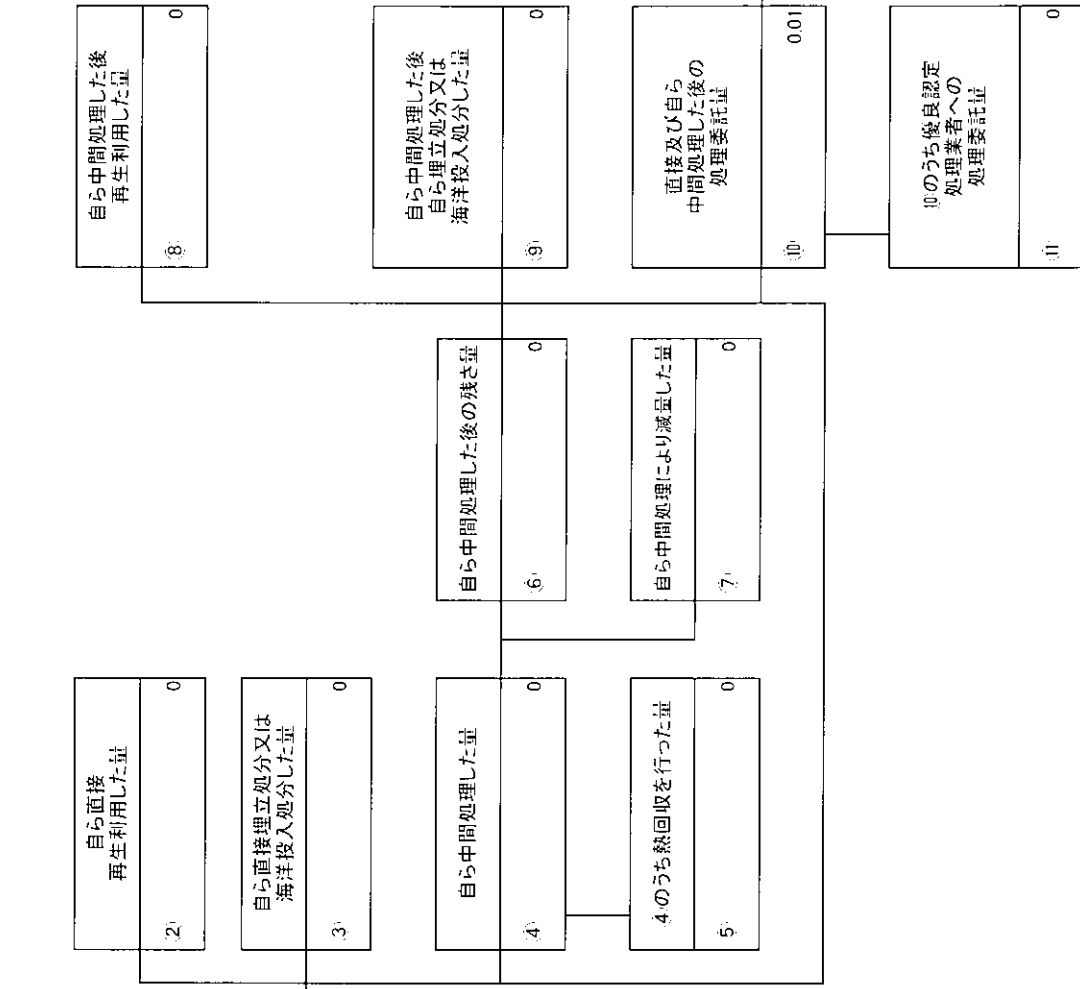 自ら直接
再生利用した量
② 0
自ら直接埋立処分又は
海洋投入処分した量
③ 0
自ら中間処理した量
④ 0
④のうち熱回収を行った量
⑤ 0
自ら中間処理した後の残さ量
⑥ 0
自ら中間処理により減量した量
⑦ 0
自ら中間処理した後
再生利用した量
⑧ 0
自ら中間処理した後
自ら埋立処分又は
海洋投入処分した量
⑨ 0
直接及び自ら
中間処理した後の
処理委託量
⑩ 0.01
⑩のうち優良認定
処理業者への
処理委託量
⑪ 0